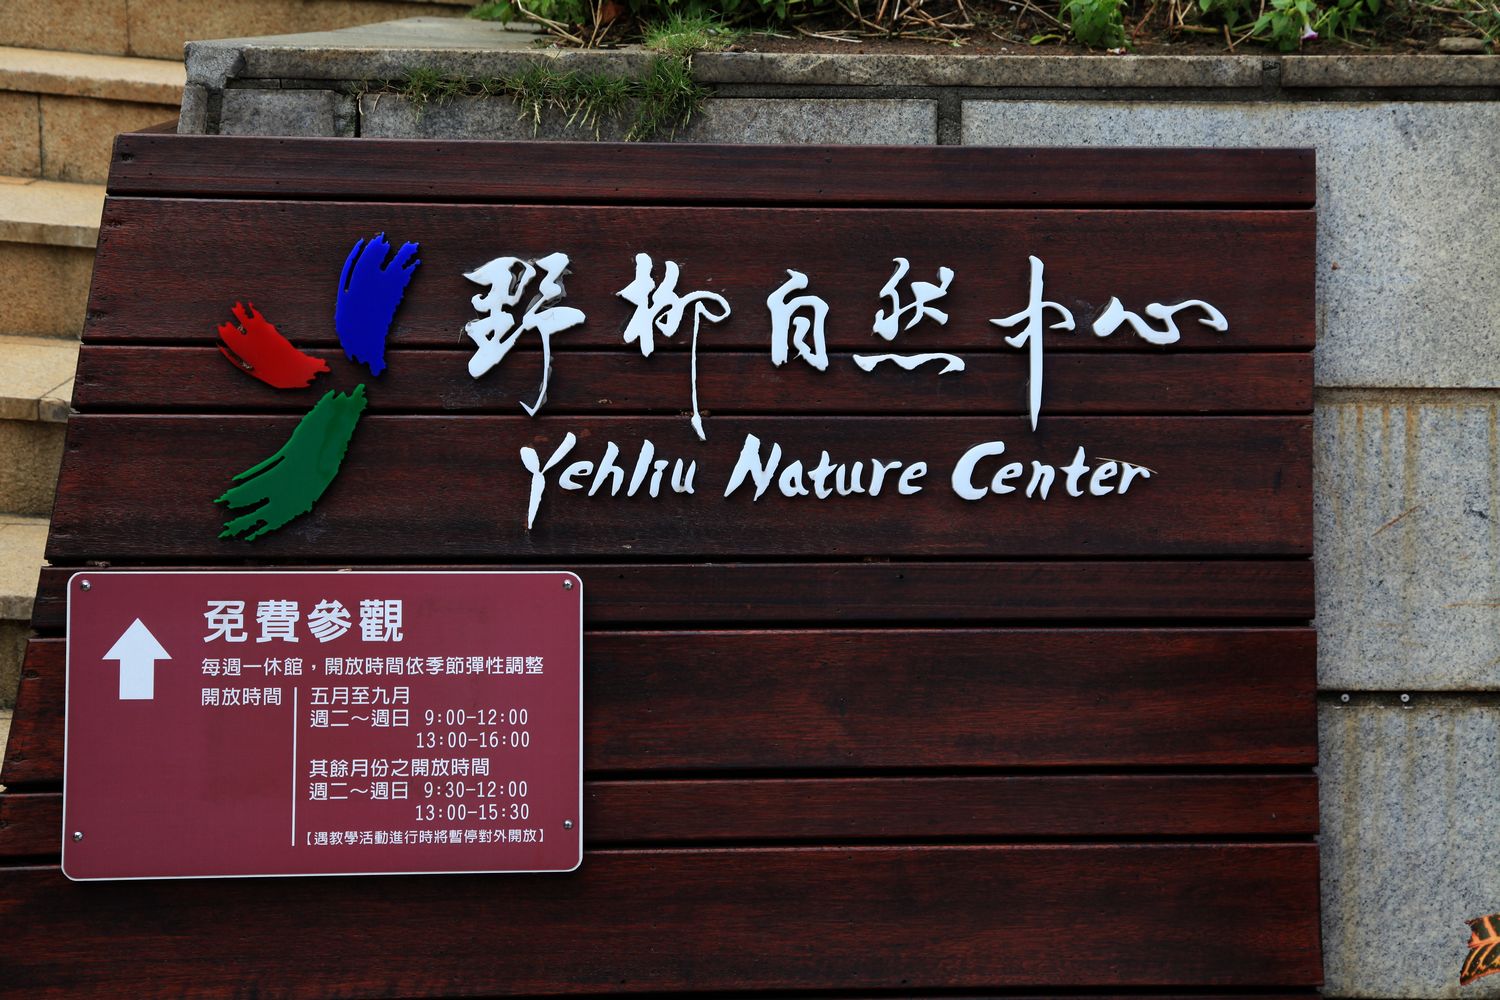 野柳自然中心
Yehliu Nature Center
免費參觀
每週一休館，開放時間依季節彈性調整
開放時間
五月至九月
週二～週日 9:00-12:00
13:00-16:00
其餘月份之開放時間
週二～週日 9:30-12:00
13:00-15:30
【遇教學活動進行時將暫停對外開放】